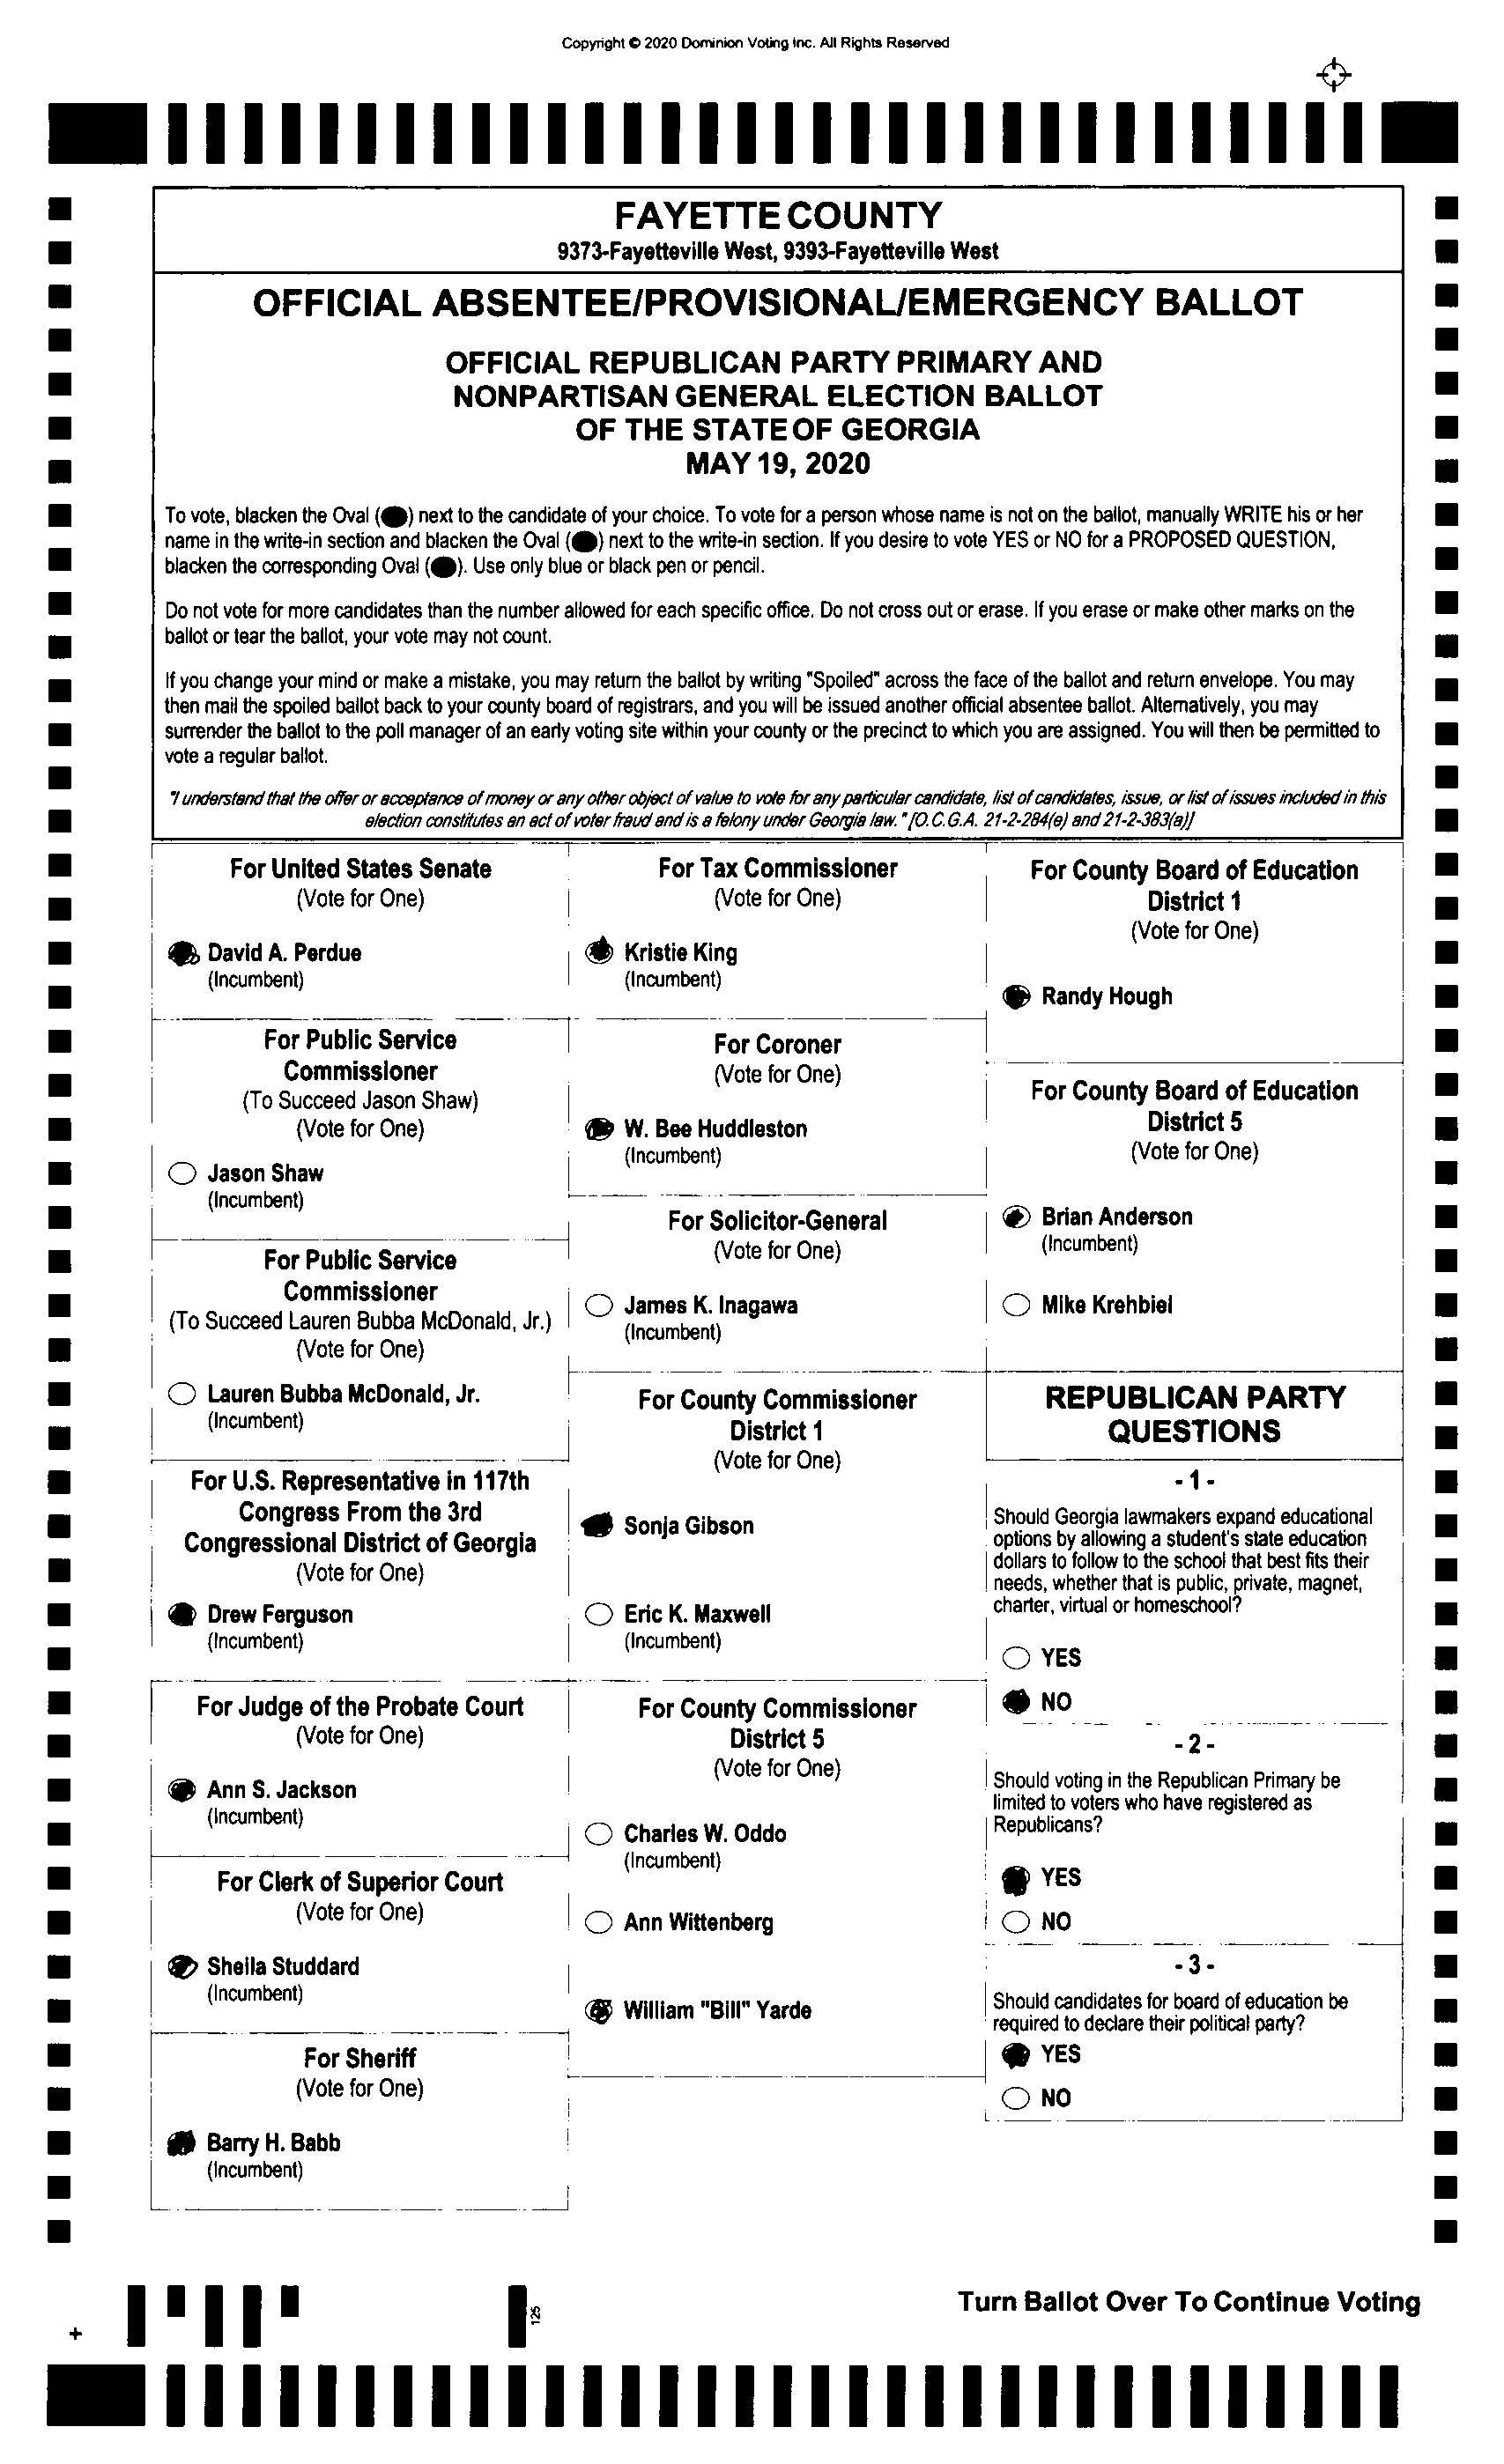 Copyright © 2020 Dominion Voting Inc. All Rights Reserved
FAYETTE COUNTY
9373-Fayetteville West, 9393-Fayetteville West
OFFICIAL ABSENTEE/PROVISIONAL/EMERGENCY BALLOT
OFFICIAL REPUBLICAN PARTY PRIMARY AND
NONPARTISAN GENERAL ELECTION BALLOT
OF THE STATE OF GEORGIA
MAY 19, 2020
To vote, blacken the Oval () next to the candidate of your choice. To vote for a person whose name is not on the ballot, manually WRITE his or her
name in the write-in section and blacken the Oval () next to the write-in section. If you desire to vote YES or NO for a PROPOSED QUESTION,
blacken the corresponding Oval (). Use only blue or black pen or pencil.
Do not vote for more candidates than the number allowed for each specific office. Do not cross out or erase. If you erase or make other marks on the
ballot or tear the ballot, your vote may not count.
If you change your mind or make a mistake, you may return the ballot by writing "Spoiled" across the face of the ballot and return envelope. You may
then mail the spoiled ballot back to your county board of registrars, and you will be issued another official absentee ballot. Alternatively, you may
surrender the ballot to the poll manager of an early voting site within your county or the precinct to which you are assigned. You will then be permitted to
vote a regular ballot.
"I understand that the offer or acceptance of money or any other object of value to vote for any particular candidate, list of candidates, issue, or list of issues included in this
election constitutes an act of voter fraud and is a felony under Georgia law." [O.C.G.A. 21-2-284(e) and 21-2-383(a)]
For United States Senate
(Vote for One)
David A. Perdue
(Incumbent)
For Public Service
Commissioner
(To Succeed Jason Shaw)
(Vote for One)
Jason Shaw
(Incumbent)
For Public Service
Commissioner
(To Succeed Lauren Bubba McDonald, Jr.)
(Vote for One)
Lauren Bubba McDonald, Jr.
(Incumbent)
For U.S. Representative in 117th
Congress From the 3rd
Congressional District of Georgia
(Vote for One)
Drew Ferguson
(Incumbent)
For Judge of the Probate Court
(Vote for One)
Ann S. Jackson
(Incumbent)
For Clerk of Superior Court
(Vote for One)
Sheila Studdard
(Incumbent)
For Sheriff
(Vote for One)
Barry H. Babb
(Incumbent)
For Tax Commissioner
(Vote for One)
Kristie King
(Incumbent)
For Coroner
(Vote for One)
W. Bee Huddleston
(Incumbent)
For Solicitor-General
(Vote for One)
James K. Inagawa
(Incumbent)
For County Commissioner
District 1
(Vote for One)
Sonja Gibson
Eric K. Maxwell
(Incumbent)
For County Commissioner
District 5
(Vote for One)
Charles W. Oddo
(Incumbent)
Ann Wittenberg
William "Bill" Yarde
For County Board of Education
District 1
(Vote for One)
Randy Hough
For County Board of Education
District 5
(Vote for One)
Brian Anderson
(Incumbent)
Mike Krehbiel
REPUBLICAN PARTY
QUESTIONS
- 1 -
Should Georgia lawmakers expand educational
options by allowing a student's state education
dollars to follow to the school that best fits their
needs, whether that is public, private, magnet,
charter, virtual or homeschool?
YES
NO
- 2 -
Should voting in the Republican Primary be
limited to voters who have registered as
Republicans?
YES
NO
- 3 -
Should candidates for board of education be
required to declare their political party?
YES
NO
125
Turn Ballot Over To Continue Voting